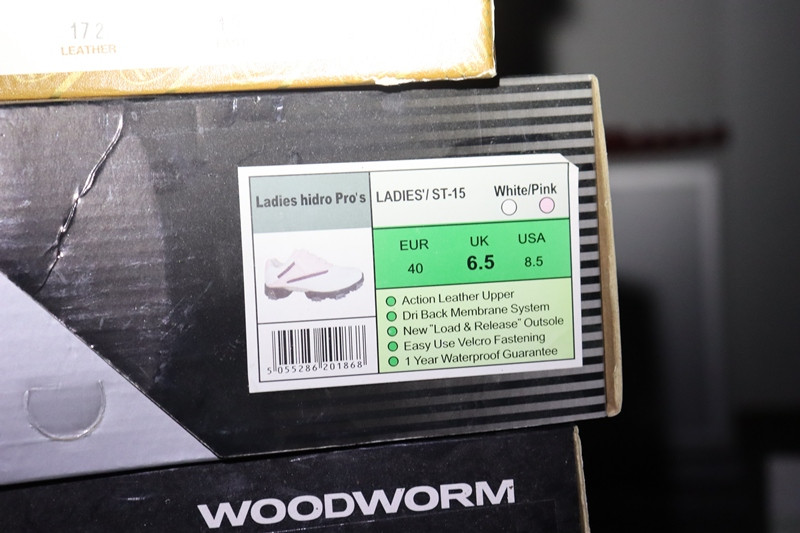 172
LEATHER
Ladies hidro Pro's
LADIES'/ ST-15
White/Pink
EUR UK USA
40 6.5 8.5
Action Leather Upper
Dri Back Membrane System
New "Load & Release" Outsole
Easy Use Velcro Fastening
1 Year Waterproof Guarantee
5 055286 201868
WOODWORM